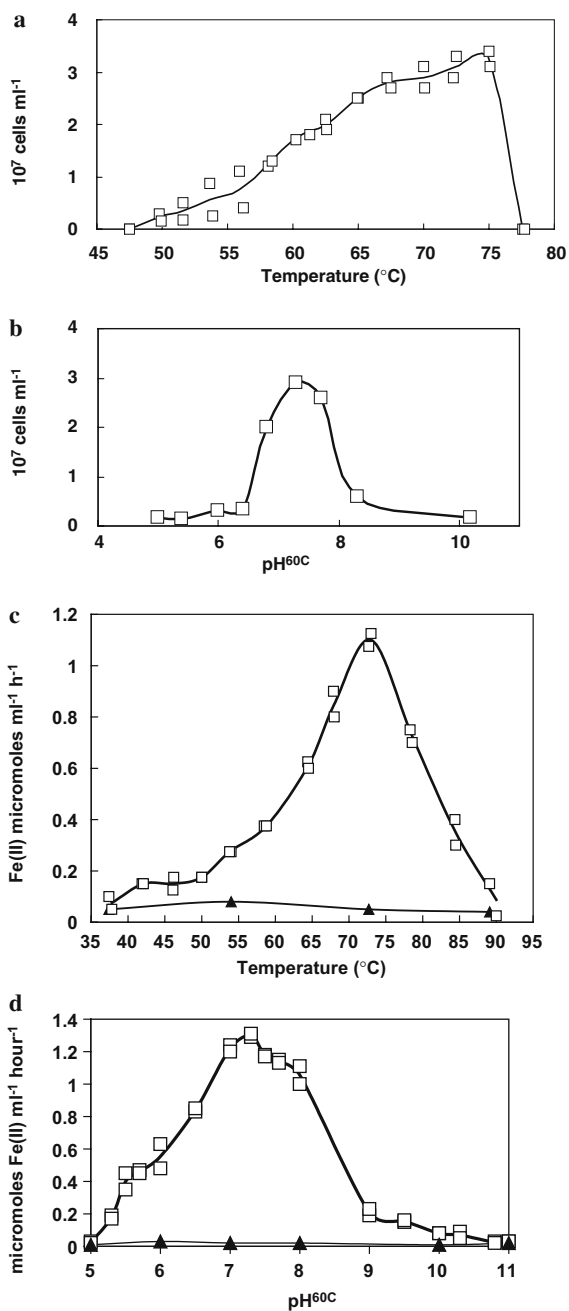 a
4
3
2
1
0
10⁷ cells ml⁻¹
45 50 55 60 65 70 75 80
Temperature (°C)
b
4
3
2
1
0
10⁷ cells ml⁻¹
4 6 8 10
pH⁶⁰ᶜ
c
1.2
1
0.8
0.6
0.4
0.2
0
Fe(II) micromoles ml⁻¹ h⁻¹
35 40 45 50 54 60 65 70 75 80 85 90 95
Temperature (°C)
d
1.4
1.2
1
0.8
0.6
0.4
0.2
0
micromoles Fe(II) ml⁻¹ hour⁻¹
5 6 7 8 9 10 11
pH⁶⁰ᶜ